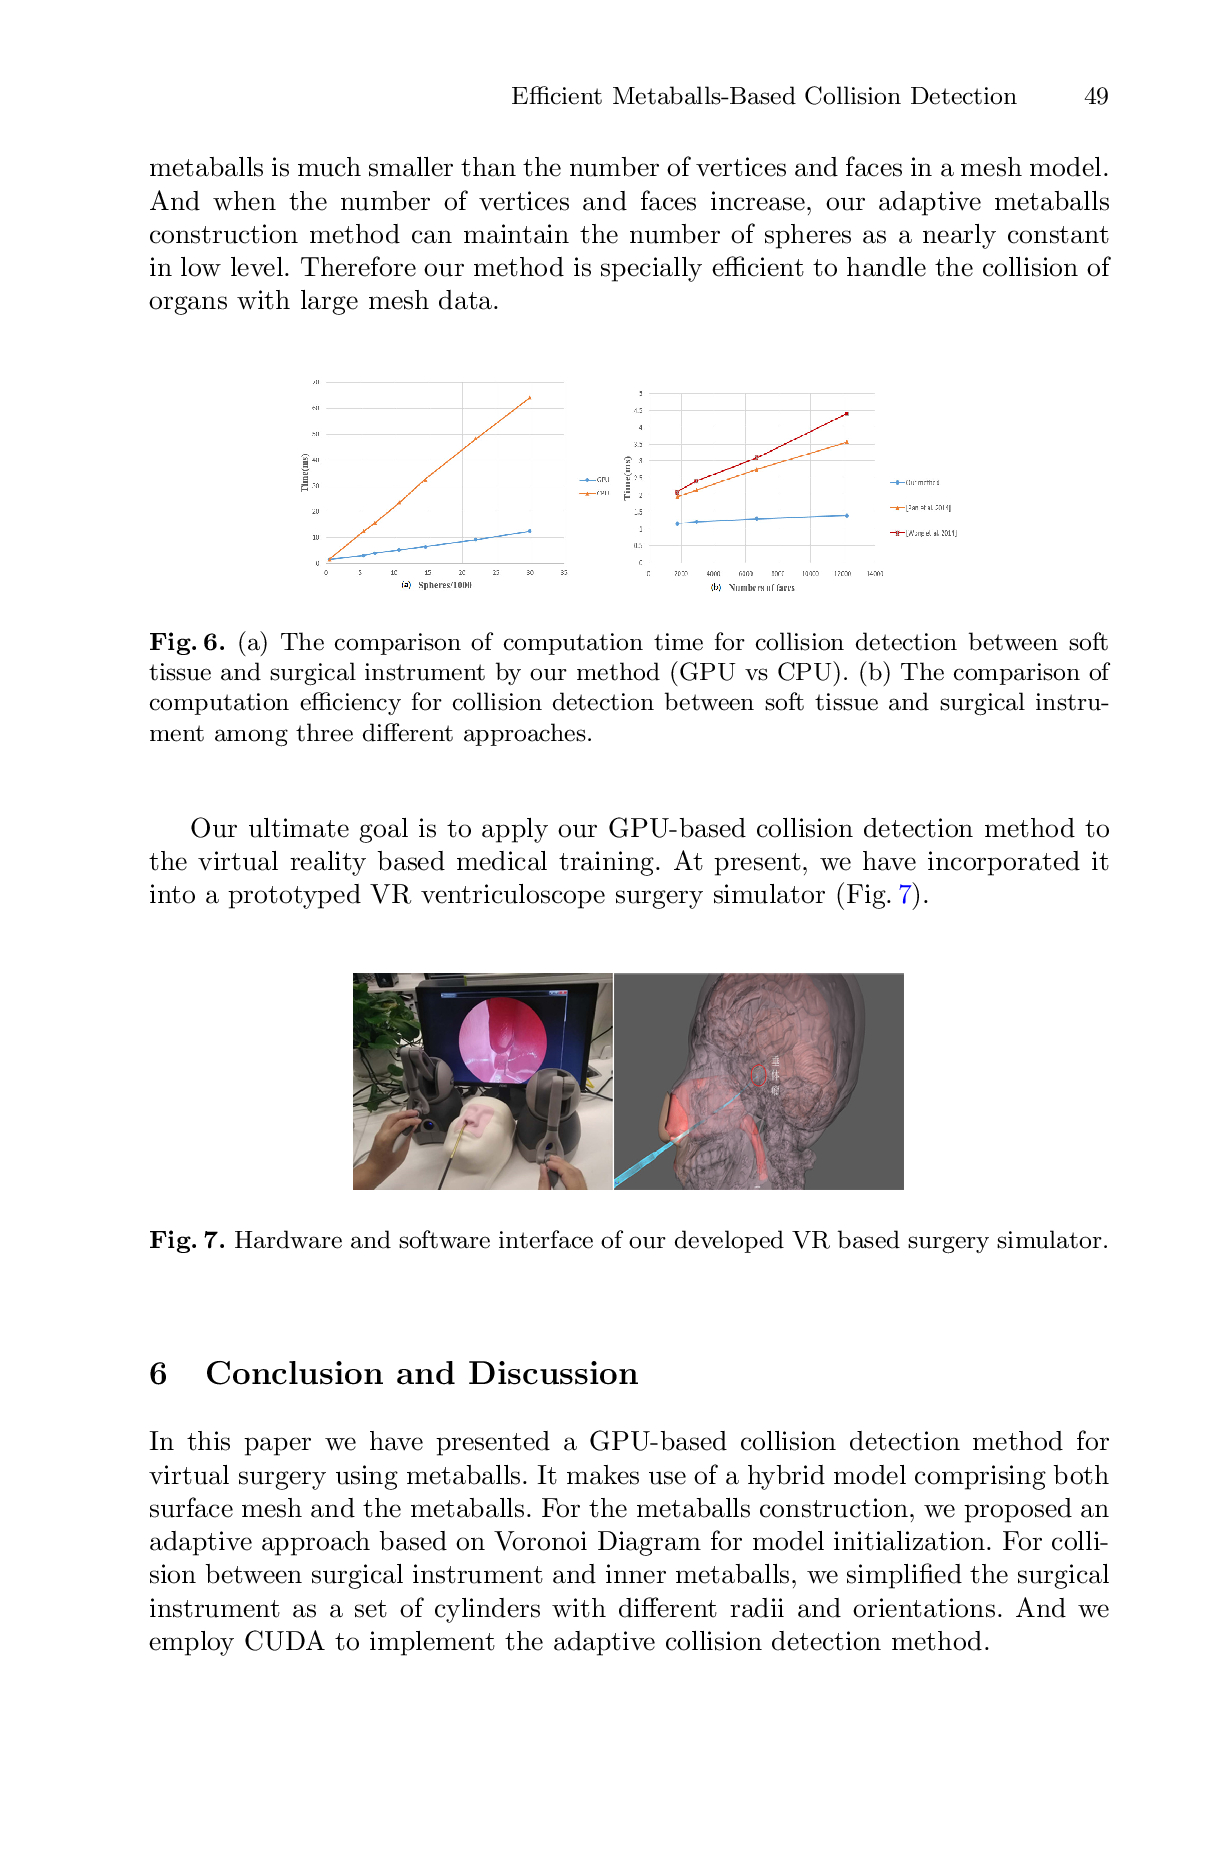 Efficient Metaballs-Based Collision Detection 49
metaballs is much smaller than the number of vertices and faces in a mesh model.
And when the number of vertices and faces increase, our adaptive metaballs
construction method can maintain the number of spheres as a nearly constant
in low level. Therefore our method is specially efficient to handle the collision of
organs with large mesh data.
70
60
50
40
30
20
10
0
Time(ms)
0 5 10 15 20 25 30 35
(a) Spheres/1000
GPU
CPU
5
4.5
4
3.5
3
2.5
2
1.5
1
0.5
0
Time(ms)
0 2000 4000 6000 8000 10000 12000 14000
(b) Numbers of faces
Our method
[Pan et al. 2014]
[Wong et al. 2014]
Fig. 6. (a) The comparison of computation time for collision detection between soft
tissue and surgical instrument by our method (GPU vs CPU). (b) The comparison of
computation efficiency for collision detection between soft tissue and surgical instru-
ment among three different approaches.
Our ultimate goal is to apply our GPU-based collision detection method to
the virtual reality based medical training. At present, we have incorporated it
into a prototyped VR ventriculoscope surgery simulator (Fig. 7).
垂
体
瘤
Fig. 7. Hardware and software interface of our developed VR based surgery simulator.
6 Conclusion and Discussion
In this paper we have presented a GPU-based collision detection method for
virtual surgery using metaballs. It makes use of a hybrid model comprising both
surface mesh and the metaballs. For the metaballs construction, we proposed an
adaptive approach based on Voronoi Diagram for model initialization. For colli-
sion between surgical instrument and inner metaballs, we simplified the surgical
instrument as a set of cylinders with different radii and orientations. And we
employ CUDA to implement the adaptive collision detection method.